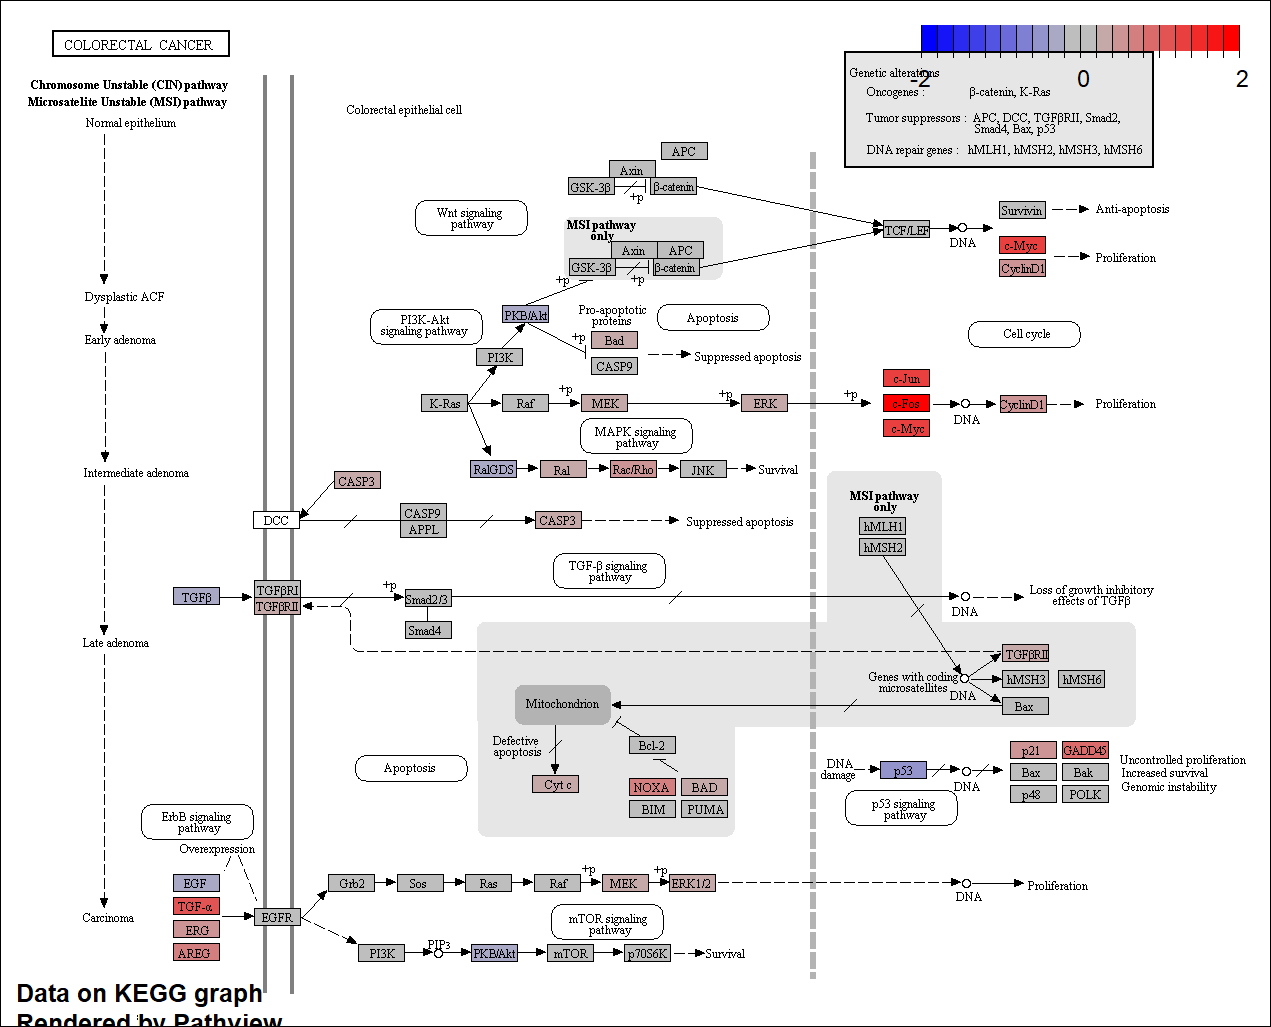 COLORECTAL CANCER
-2
0
2
Genetic alterations
Oncogenes : β-catenin, K-Ras
Tumor suppressors : APC, DCC, TGFβRII, Smad2,
Smad4, Bax, p53
DNA repair genes : hMLH1, hMSH2, hMSH3, hMSH6
Chromosome Unstable (CIN) pathway
Microsatelite Unstable (MSI) pathway
Normal epithelium
Colorectal epithelial cell
APC
Axin
GSK-3β
+p
β-catenin
Wnt signaling
pathway
MSI pathway
only
Axin
APC
GSK-3β
+p
β-catenin
+p
TCF/LEF
DNA
Survivin
Anti-apoptosis
c-Myc
CyclinD1
Proliferation
Dysplastic ACF
Early adenoma
PI3K-Akt
signaling pathway
PKB/Akt
Pro-apoptotic
proteins
Apoptosis
Cell cycle
+p
Bad
CASP9
Suppressed apoptosis
PI3K
K-Ras
Raf
+p
MEK
+p
ERK
+p
c-Jun
c-Fos
c-Myc
DNA
CyclinD1
Proliferation
MAPK signaling
pathway
Intermediate adenoma
RalGDS
Ral
Rac/Rho
JNK
Survival
CASP3
DCC
CASP9
APPL
CASP3
Suppressed apoptosis
MSI pathway
only
hMLH1
hMSH2
TGF-β signaling
pathway
TGFβ
TGFβRI
TGFβRII
+p
Smad2/3
Smad4
DNA
Loss of growth inhibitory
effects of TGFβ
Late adenoma
TGFβRII
Genes with coding
microsatellites
DNA
hMSH3
hMSH6
Bax
Mitochondrion
Defective
apoptosis
Bcl-2
Cyt c
NOXA
BAD
BIM
PUMA
Apoptosis
DNA
damage
p53
DNA
p21
GADD45
Bax
Bak
p48
POLK
Uncontrolled proliferation
Increased survival
Genomic instability
p53 signaling
pathway
ErbB signaling
pathway
Overexpression
EGF
TGF-α
ERG
AREG
EGFR
Grb2
Sos
Ras
Raf
+p
MEK
+p
ERK1/2
DNA
Proliferation
Carcinoma
mTOR signaling
pathway
PI3K
PIP3
PKB/Akt
mTOR
p70S6K
Survival
Data on KEGG graph
Rendered by Pathview